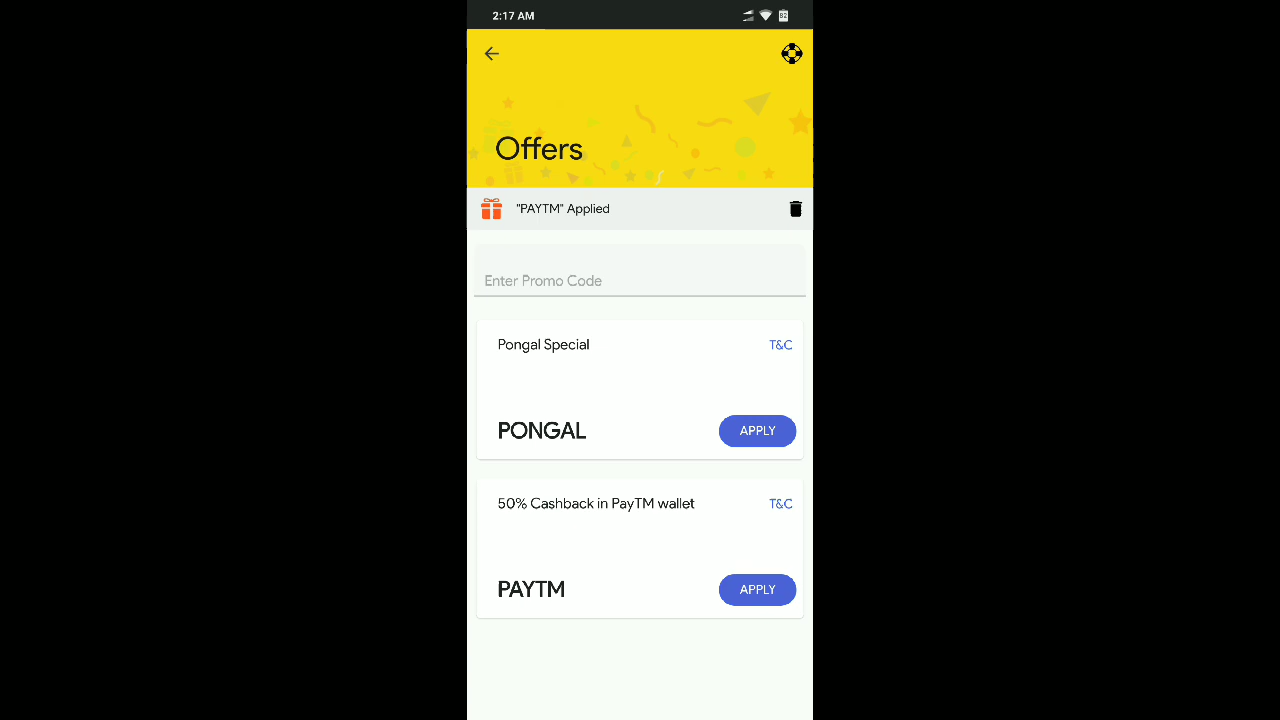 2:17 AM
82
Offers
"PAYTM" Applied
Enter Promo Code
Pongal Special T&C
PONGAL APPLY
50% Cashback in PayTM wallet T&C
PAYTM APPLY